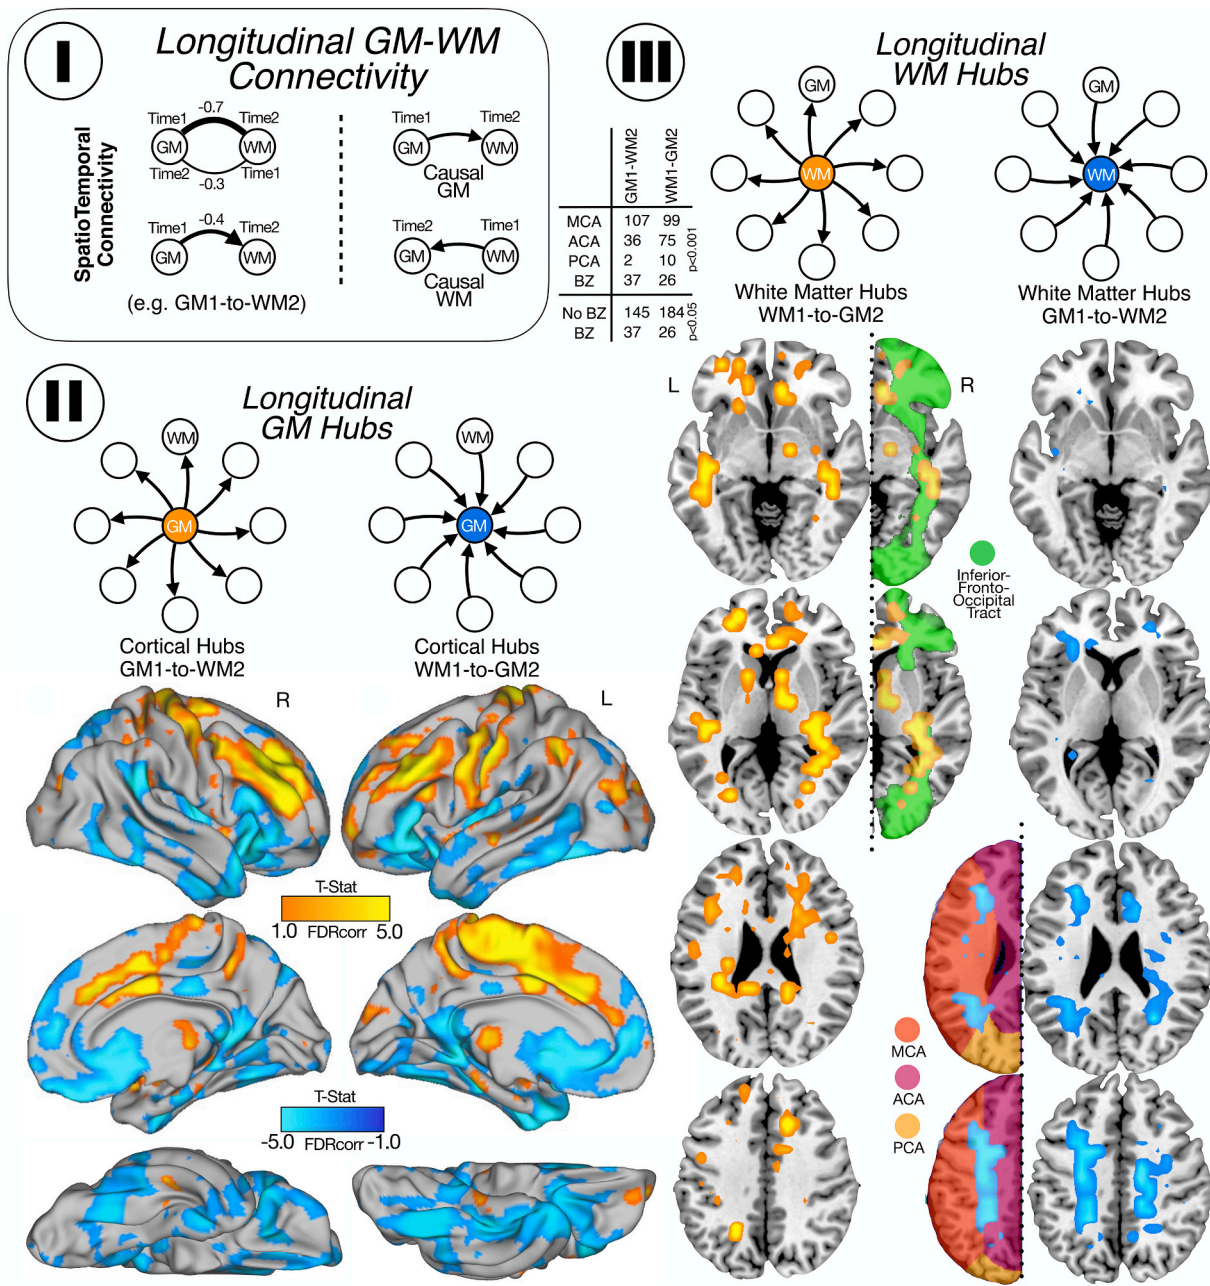 I
Longitudinal GM-WM
Connectivity
SpatioTemporal
Connectivity
-0.7
Time1 Time2
GM WM
Time2 Time1
-0.3
-0.4
Time1 Time2
GM WM
(e.g. GM1-to-WM2)
Time1 Time2
GM WM
Causal
GM
Time2 Time1
GM WM
Causal
WM
II
Longitudinal
GM Hubs
WM
GM
Cortical Hubs
GM1-to-WM2
WM
GM
Cortical Hubs
WM1-to-GM2
R
L
T-Stat
1.0 FDRcorr 5.0
T-Stat
-5.0 FDRcorr -1.0
III
Longitudinal
WM Hubs
GM1-WM2 WM1-GM2
MCA 107 99
ACA 36 75
PCA 2 10
BZ 37 26
p<0.001
No BZ 145 184
BZ 37 26
p<0.05
GM
WM
White Matter Hubs
WM1-to-GM2
GM
WM
White Matter Hubs
GM1-to-WM2
L
R
Inferior-
Fronto-
Occipital
Tract
MCA
ACA
PCA